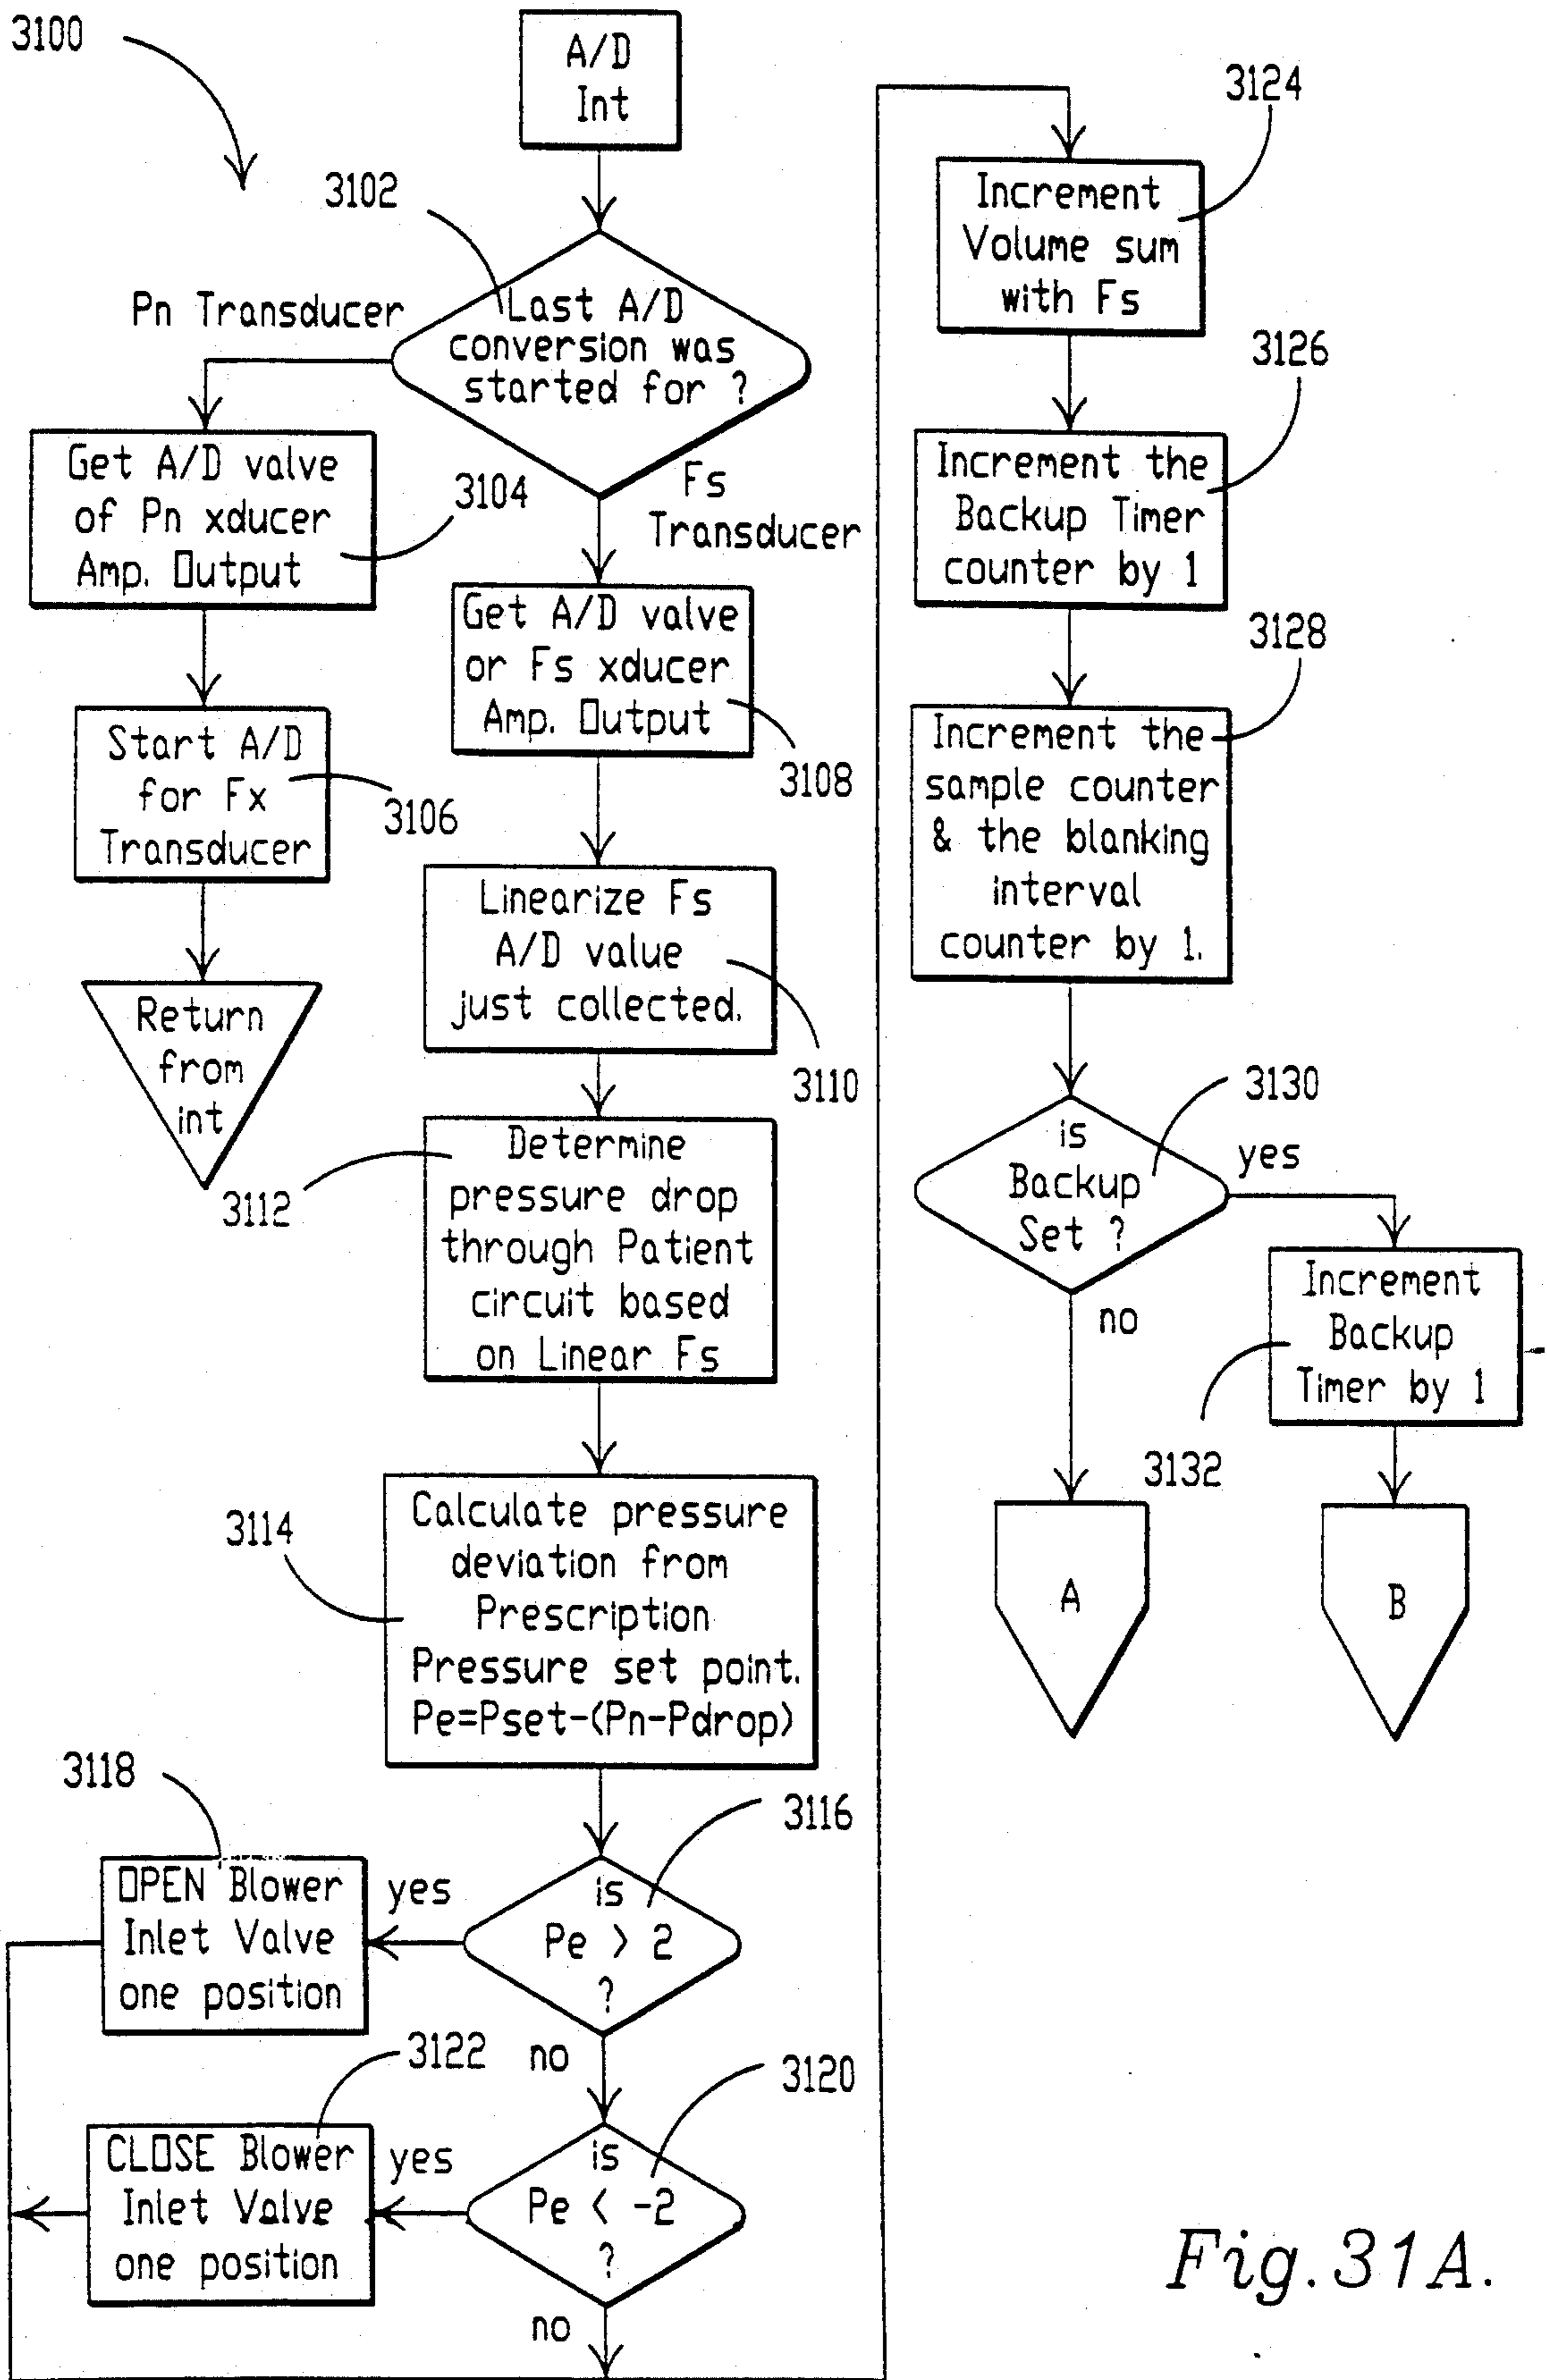 3100
A/D
Int
3102
Pn Transducer
Last A/D
conversion was
started for ?
Get A/D valve
of Pn xducer
Amp. Output
3104
Fs
Transducer
Start A/D
for Fx
Transducer
3106
Get A/D valve
or Fs xducer
Amp. Output
3108
Return
from
int
Linearize Fs
A/D value
just collected.
3110
3112
Determine
pressure drop
through Patient
circuit based
on Linear Fs
3114
Calculate pressure
deviation from
Prescription
Pressure set point.
Pe=Pset-(Pn-Pdrop)
3118
3116
OPEN Blower
Inlet Valve
one position
yes
is
Pe > 2
?
3122
no
3120
CLOSE Blower
Inlet Valve
one position
yes
is
Pe < -2
?
no
3124
Increment
Volume sum
with Fs
3126
Increment the
Backup Timer
counter by 1
3128
Increment the
sample counter
& the blanking
interval
counter by 1.
3130
is
Backup
Set ?
yes
no
Increment
Backup
Timer by 1
3132
A
B
Fig. 31A.